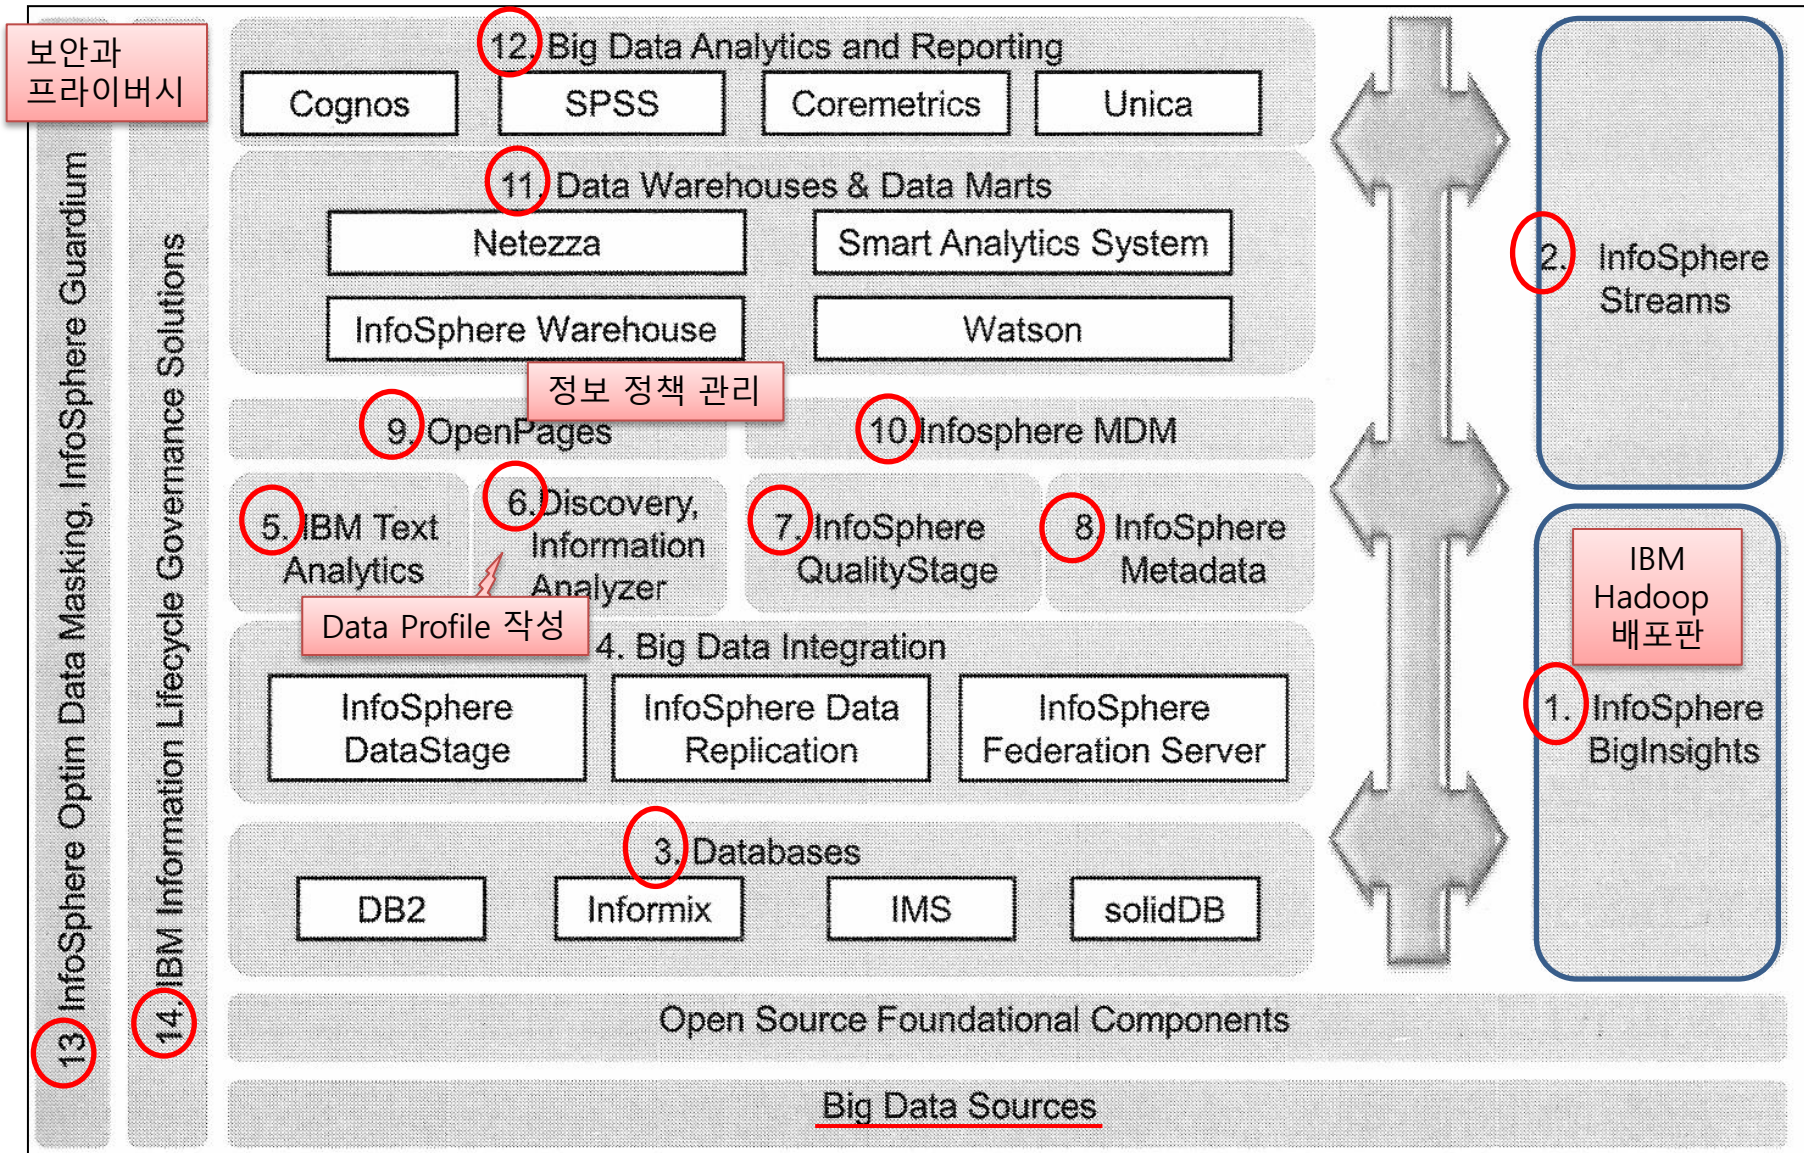 보안과
프라이버시
12. Big Data Analytics and Reporting
Cognos
SPSS
Coremetrics
Unica
11. Data Warehouses & Data Marts
Netezza
Smart Analytics System
InfoSphere Warehouse
Watson
정보 정책 관리
9. OpenPages
10.Infosphere MDM
5. IBM Text
Analytics
6.Discovery,
Information
Analyzer
7. InfoSphere
QualityStage
8. InfoSphere
Metadata
Data Profile 작성
4. Big Data Integration
InfoSphere
DataStage
InfoSphere Data
Replication
InfoSphere
Federation Server
3. Databases
DB2
Informix
IMS
solidDB
Open Source Foundational Components
Big Data Sources
13 InfoSphere Optim Data Masking, InfoSphere Guardium
14. IBM Information Lifecycle Governance Solutions
2. InfoSphere
Streams
IBM
Hadoop
배포판
1. InfoSphere
BigInsights